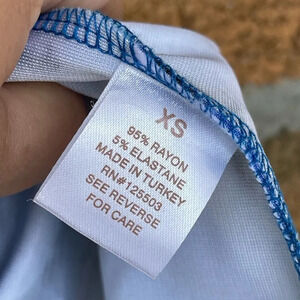 XS
95% RAYON
5% ELASTANE
MADE IN TURKEY
RN#125503
SEE REVERSE
FOR CARE